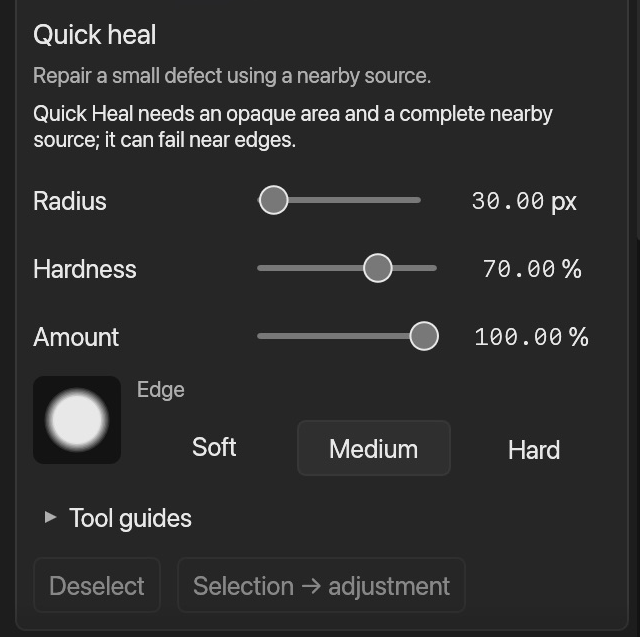 Quick heal
Repair a small defect using a nearby source.
Quick Heal needs an opaque area and a complete nearby
source; it can fail near edges.
Radius 30.00 px
Hardness 70.00 %
Amount 100.00 %
Edge
Soft Medium Hard
Tool guides
Deselect Selection → adjustment